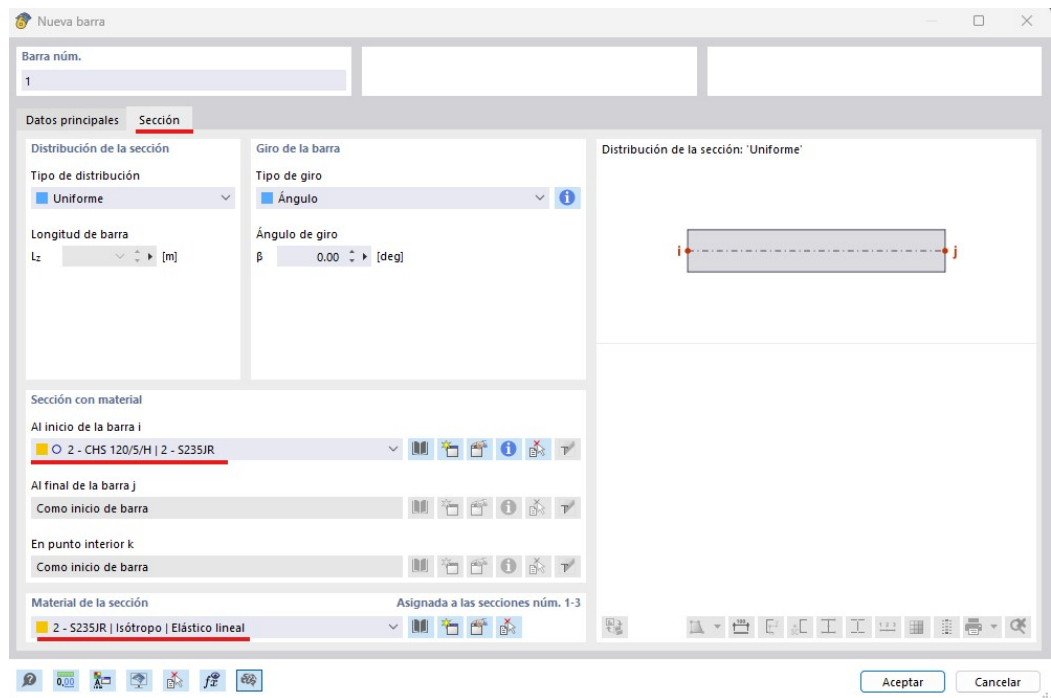 Nueva barra
Barra núm.
1
Datos principales Sección
Distribución de la sección
Tipo de distribución
Uniforme
Longitud de barra
Lz [m]
Giro de la barra
Tipo de giro
Ángulo
Ángulo de giro
β 0.00 [deg]
Distribución de la sección: 'Uniforme'
i j
Sección con material
Al inicio de la barra i
2 - CHS 120/5/H | 2 - S235JR
Al final de la barra j
Como inicio de barra
En punto interior k
Como inicio de barra
Material de la sección Asignada a las secciones núm. 1-3
2 - S235JR | Isótropo | Elástico lineal
0,00
Aceptar Cancelar